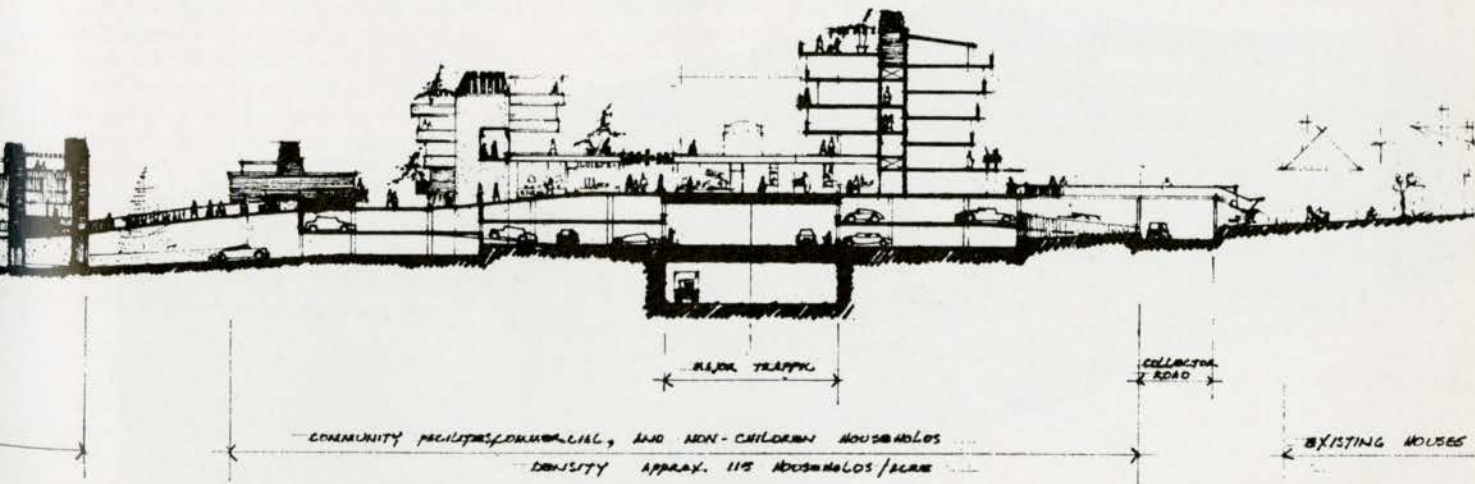 MAJOR TRAFFIC
COLLECTOR
ROAD
COMMUNITY FACILITIES, COMMERCIAL, AND NON-CHILDREN HOUSEHOLDS
DENSITY APPROX. 115 HOUSEHOLDS/ACRE
EXISTING HOUSES